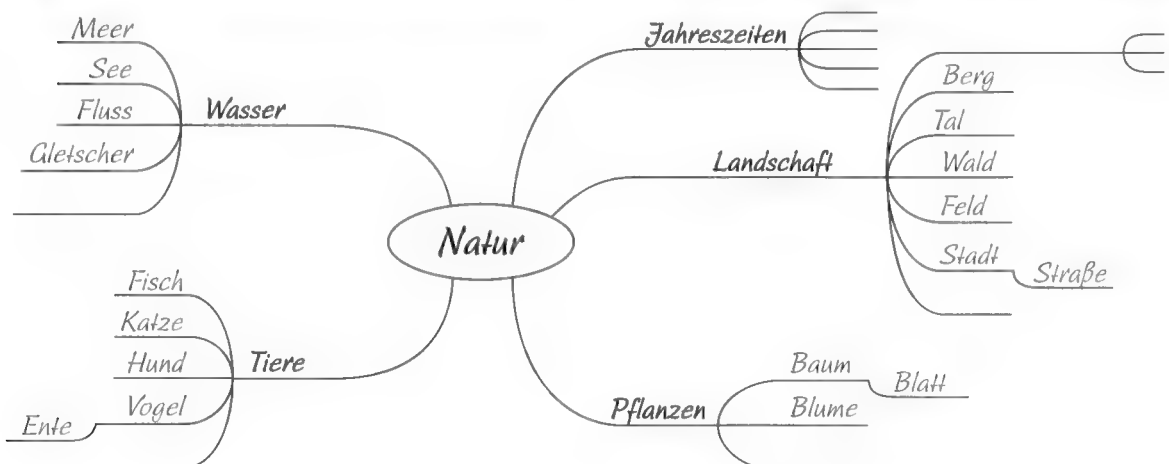 Meer
See
Fluss
Gletscher
Wasser
Jahreszeiten
Berg
Tal
Wald
Feld
Stadt
Straße
Landschaft
Natur
Fisch
Katze
Hund
Vogel
Ente
Tiere
Pflanzen
Baum
Blatt
Blume